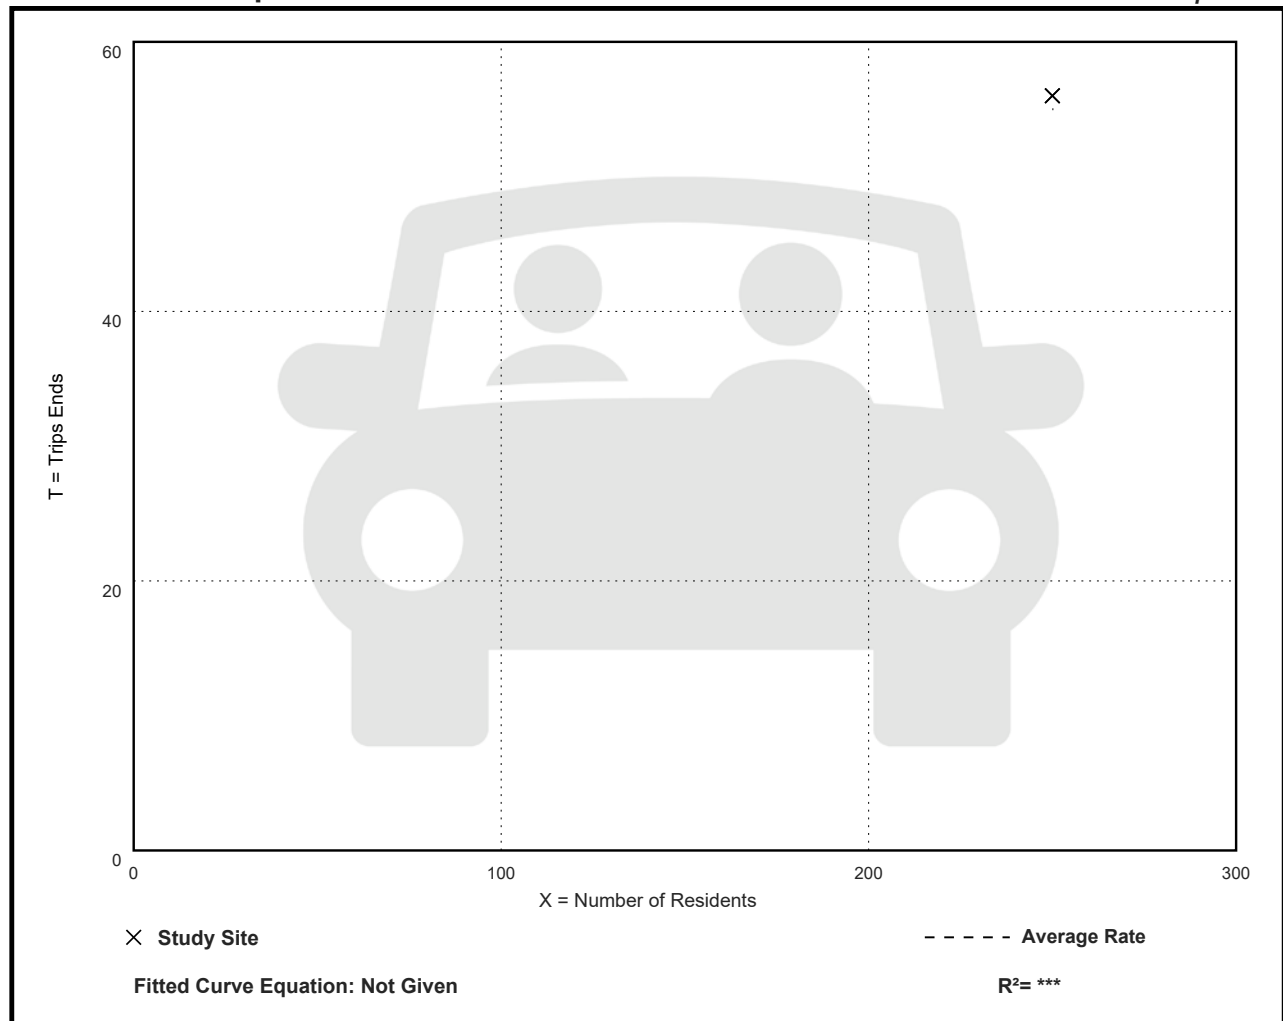 60
40
20
0
T = Trips Ends
0 100 200 300
X = Number of Residents
Study Site
Average Rate
Fitted Curve Equation: Not Given
R²= ***